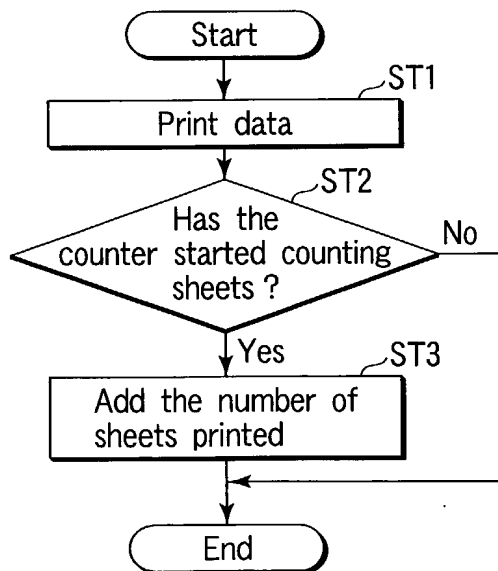 Start
ST1
Print data
ST2
Has the
counter started counting
sheets ?
No
Yes
ST3
Add the number of
sheets printed
End